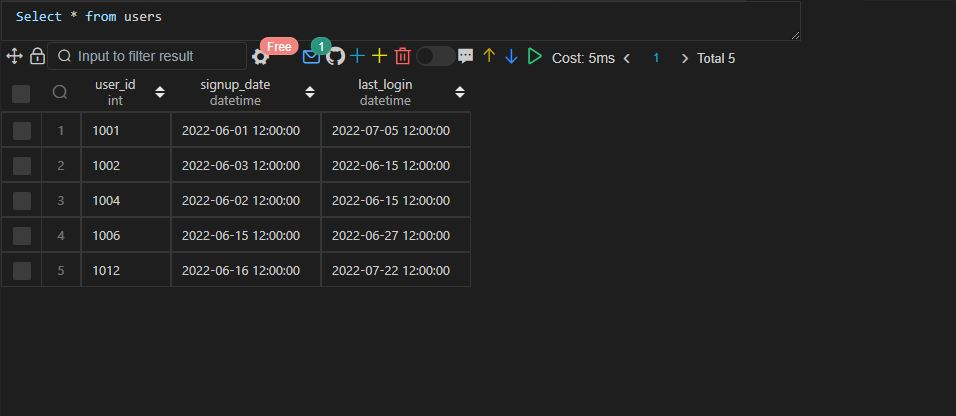 Select * from users
Input to filter result Free 1 Cost: 5ms 1 Total 5
user_id signup_date last_login
int datetime datetime
1 1001 2022-06-01 12:00:00 2022-07-05 12:00:00
2 1002 2022-06-03 12:00:00 2022-06-15 12:00:00
3 1004 2022-06-02 12:00:00 2022-06-15 12:00:00
4 1006 2022-06-15 12:00:00 2022-06-27 12:00:00
5 1012 2022-06-16 12:00:00 2022-07-22 12:00:00